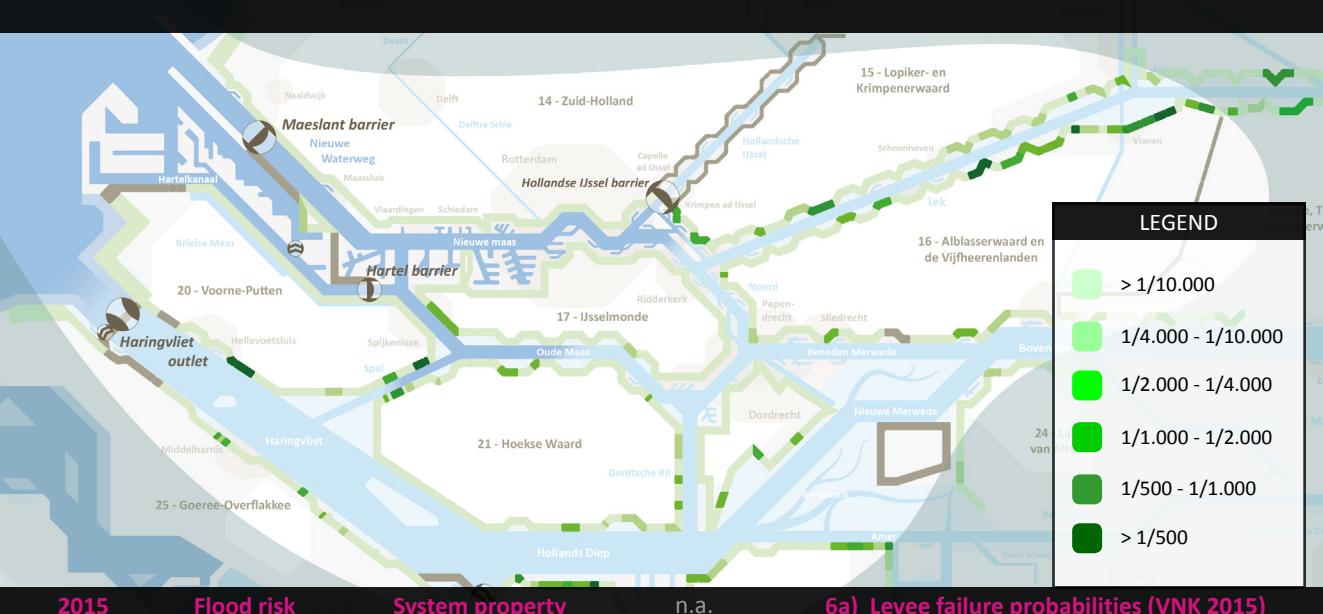 Zweth
15 - Lopiker- en
Krimpenerwaard
Naaldwijk
Delft
14 - Zuid-Holland
Maeslant barrier
Delftse Schie
Nieuwe
Waterweg
Hollandsche
IJssel
Schoonhoven
Vianen
Rotterdam
Capelle
ad IJssel
Maassluis
Hartelkanaal
Hollandse IJssel barrier
Lek
Krimpen ad IJssel
Vlaardingen
Schiedam
LEGEND
Brielse Meer
Nieuwe maas
16 - Alblasserwaard en
de Vijfheerenlanden
Hartel barrier
> 1/10.000
20 - Voorne-Putten
Noord
Ridderkerk
Papen-
drecht
Sliedrecht
17 - IJsselmonde
1/4.000 - 1/10.000
Haringvliet
outlet
Hellevoetsluis
Spijkenisse
Oude Maas
Beneden Merwede
Boven
Spui
1/2.000 - 1/4.000
Dordrecht
Nieuwe Merwede
24
van
1/1.000 - 1/2.000
Haringvliet
21 - Hoekse Waard
Middelharnis
Dordtsche Kil
1/500 - 1/1.000
Biesbosch
25 - Goeree-Overflakkee
> 1/500
Amer
Hollands Diep
Oude Maas
2015
Flood risk
System property
n.a.
6a) Levee failure probabilities (VNK 2015)